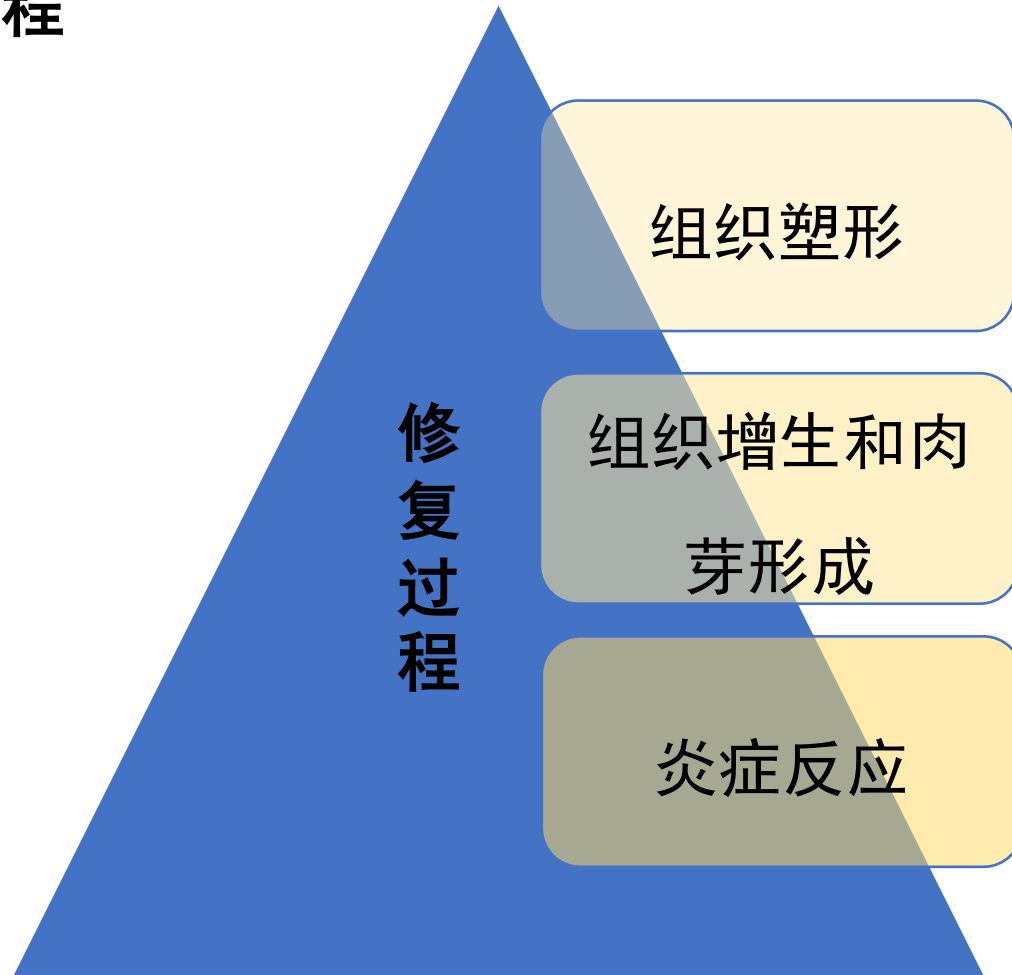 程
组织塑形
修复过程
组织增生和肉
芽形成
炎症反应